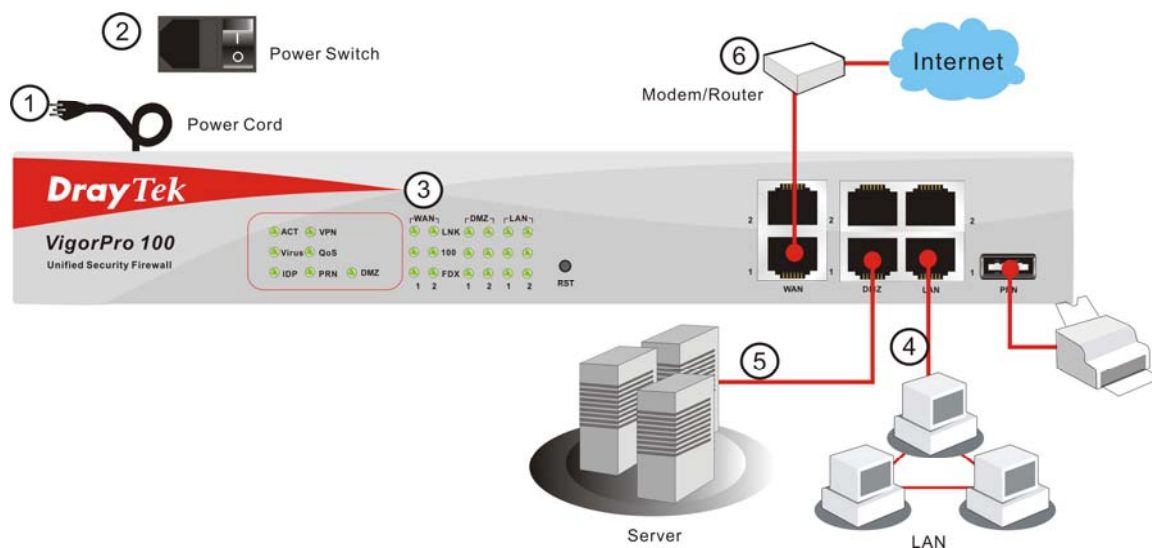 2
Power Switch
1
Power Cord
6
Modem/Router
Internet
DrayTek
VigorPro 100
Unified Security Firewall
3
ACT VPN
Virus QoS
IDP PRN DMZ
WAN DMZ LAN
LNK
100
FDX
1 2 1 2 1 2
RST
2 2 2
1 1 1
WAN DMZ LAN PRN
5
4
Server
LAN